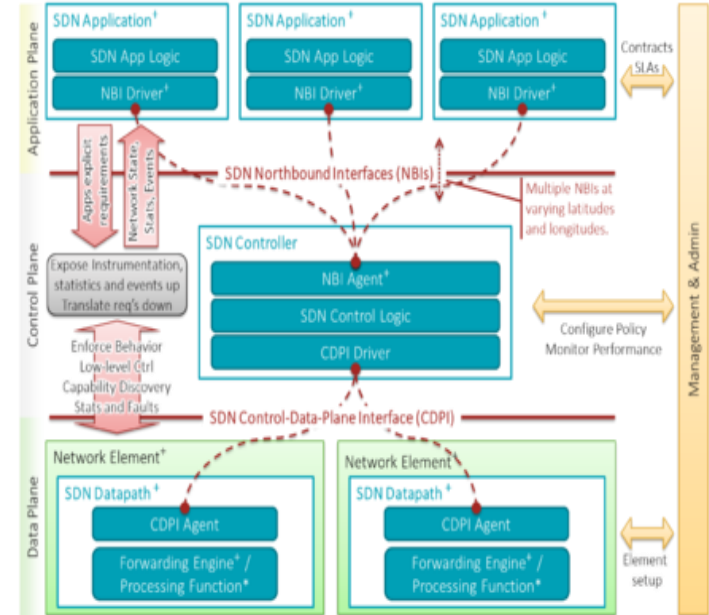 Application Plane
SDN Application+
SDN App Logic
NBI Driver+
SDN Application+
SDN App Logic
NBI Driver+
SDN Application+
SDN App Logic
NBI Driver+
Contracts
SLAs
Apps explicit
requirements
Network State,
Stats, Events
SDN Northbound Interfaces (NBIs)
Multiple NBIs at
varying latitudes
and longitudes.
Control Plane
Expose Instrumentation,
statistics and events up
Translate req's down
SDN Controller
NBI Agent+
SDN Control Logic
CDPI Driver
Configure Policy
Monitor Performance
Enforce Behavior
Low-level Ctrl
Capability Discovery
Stats and Faults
SDN Control-Data-Plane Interface (CDPI)
Data Plane
Network Element+
SDN Datapath+
CDPI Agent
Forwarding Engine+ /
Processing Function*
Network Element+
SDN Datapath+
CDPI Agent
Forwarding Engine+ /
Processing Function*
Element
setup
Management & Admin